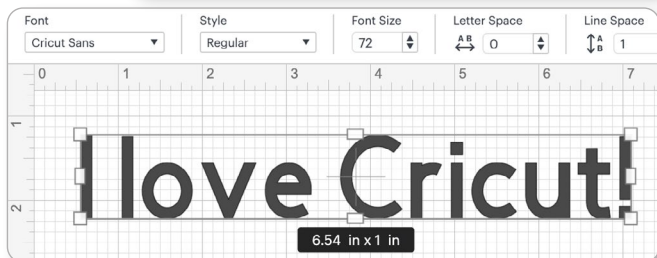 Font Style Font Size Letter Space Line Space
Cricut Sans Regular 72 A B 0 A B 1
0 1 2 3 4 5 6 7
1
I love Cricut!
2
6.54 in x 1 in